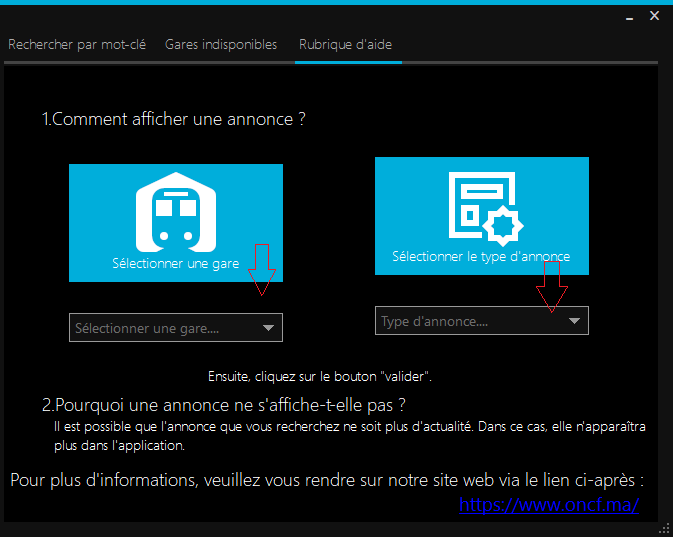 Rechercher par mot-clé Gares indisponibles Rubrique d'aide
1.Comment afficher une annonce ?
Sélectionner une gare
Sélectionner le type d'annonce
Sélectionner une gare....
Type d'annonce....
Ensuite, cliquez sur le bouton "valider".
2.Pourquoi une annonce ne s'affiche-t-elle pas ?
Il est possible que l'annonce que vous recherchez ne soit plus d'actualité. Dans ce cas, elle n'apparaîtra
plus dans l'application.
Pour plus d'informations, veuillez vous rendre sur notre site web via le lien ci-après :
https://www.oncf.ma/